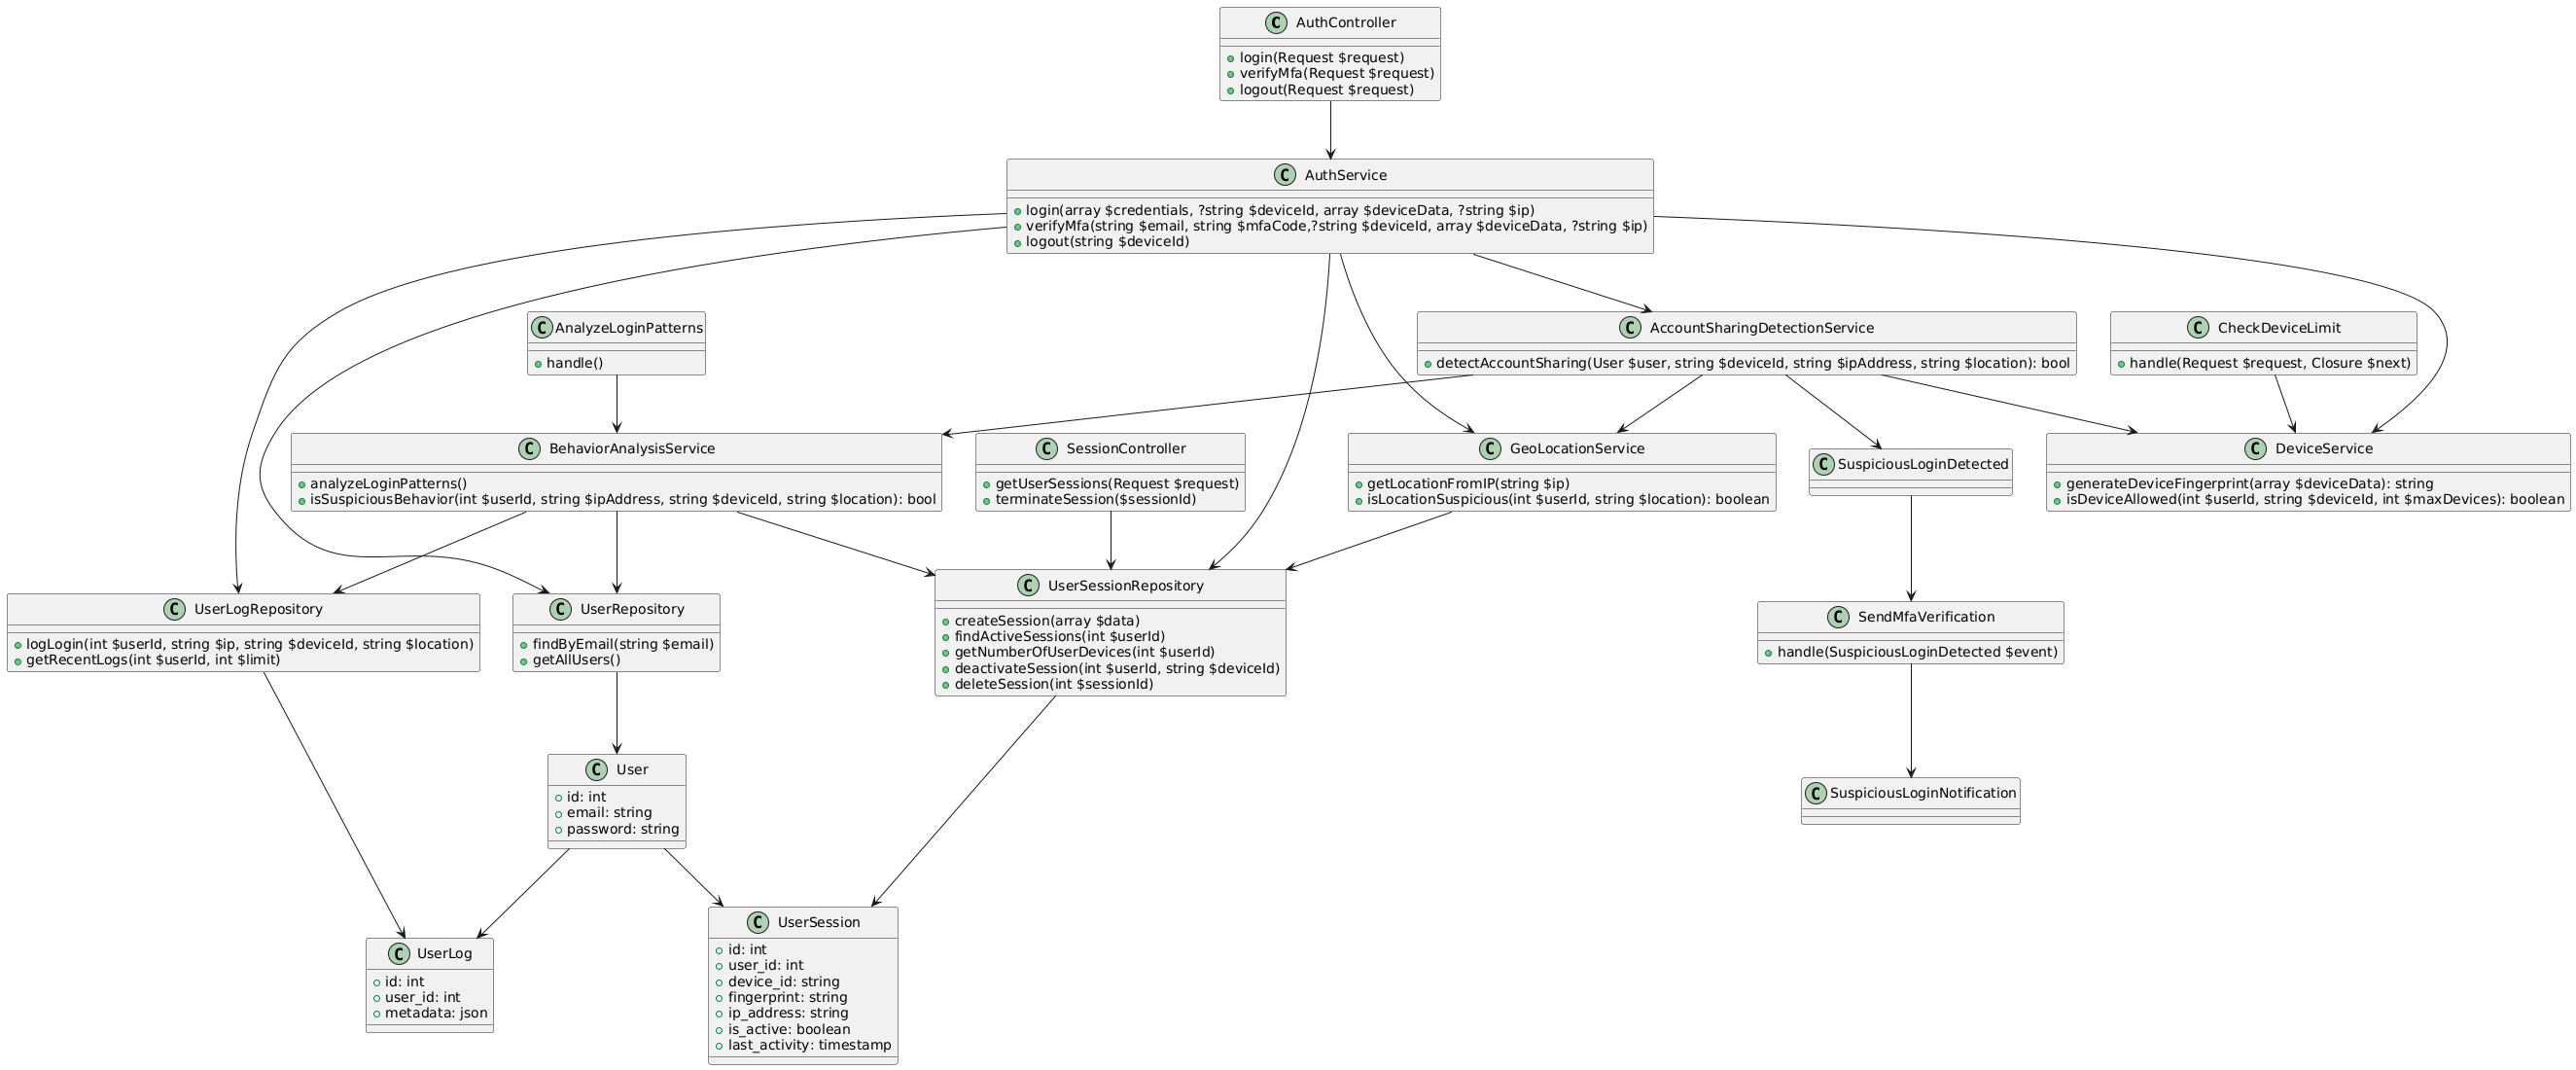 C AuthController
login(Request $request)
verifyMfa(Request $request)
logout(Request $request)
C AuthService
login(array $credentials, ?string $deviceId, array $deviceData, ?string $ip)
verifyMfa(string $email, string $mfaCode,?string $deviceId, array $deviceData, ?string $ip)
logout(string $deviceId)
C AnalyzeLoginPatterns
handle()
C AccountSharingDetectionService
detectAccountSharing(User $user, string $deviceId, string $ipAddress, string $location): bool
C CheckDeviceLimit
handle(Request $request, Closure $next)
C BehaviorAnalysisService
analyzeLoginPatterns()
isSuspiciousBehavior(int $userId, string $ipAddress, string $deviceId, string $location): bool
C SessionController
getUserSessions(Request $request)
terminateSession($sessionId)
C GeoLocationService
getLocationFromIP(string $ip)
isLocationSuspicious(int $userId, string $location): boolean
C SuspiciousLoginDetected
C DeviceService
generateDeviceFingerprint(array $deviceData): string
isDeviceAllowed(int $userId, string $deviceId, int $maxDevices): boolean
C UserLogRepository
logLogin(int $userId, string $ip, string $deviceId, string $location)
getRecentLogs(int $userId, int $limit)
C UserRepository
findByEmail(string $email)
getAllUsers()
C UserSessionRepository
createSession(array $data)
findActiveSessions(int $userId)
getNumberOfUserDevices(int $userId)
deactivateSession(int $userId, string $deviceId)
deleteSession(int $sessionId)
C SendMfaVerification
handle(SuspiciousLoginDetected $event)
C User
id: int
email: string
password: string
C SuspiciousLoginNotification
C UserLog
id: int
user_id: int
metadata: json
C UserSession
id: int
user_id: int
device_id: string
fingerprint: string
ip_address: string
is_active: boolean
last_activity: timestamp